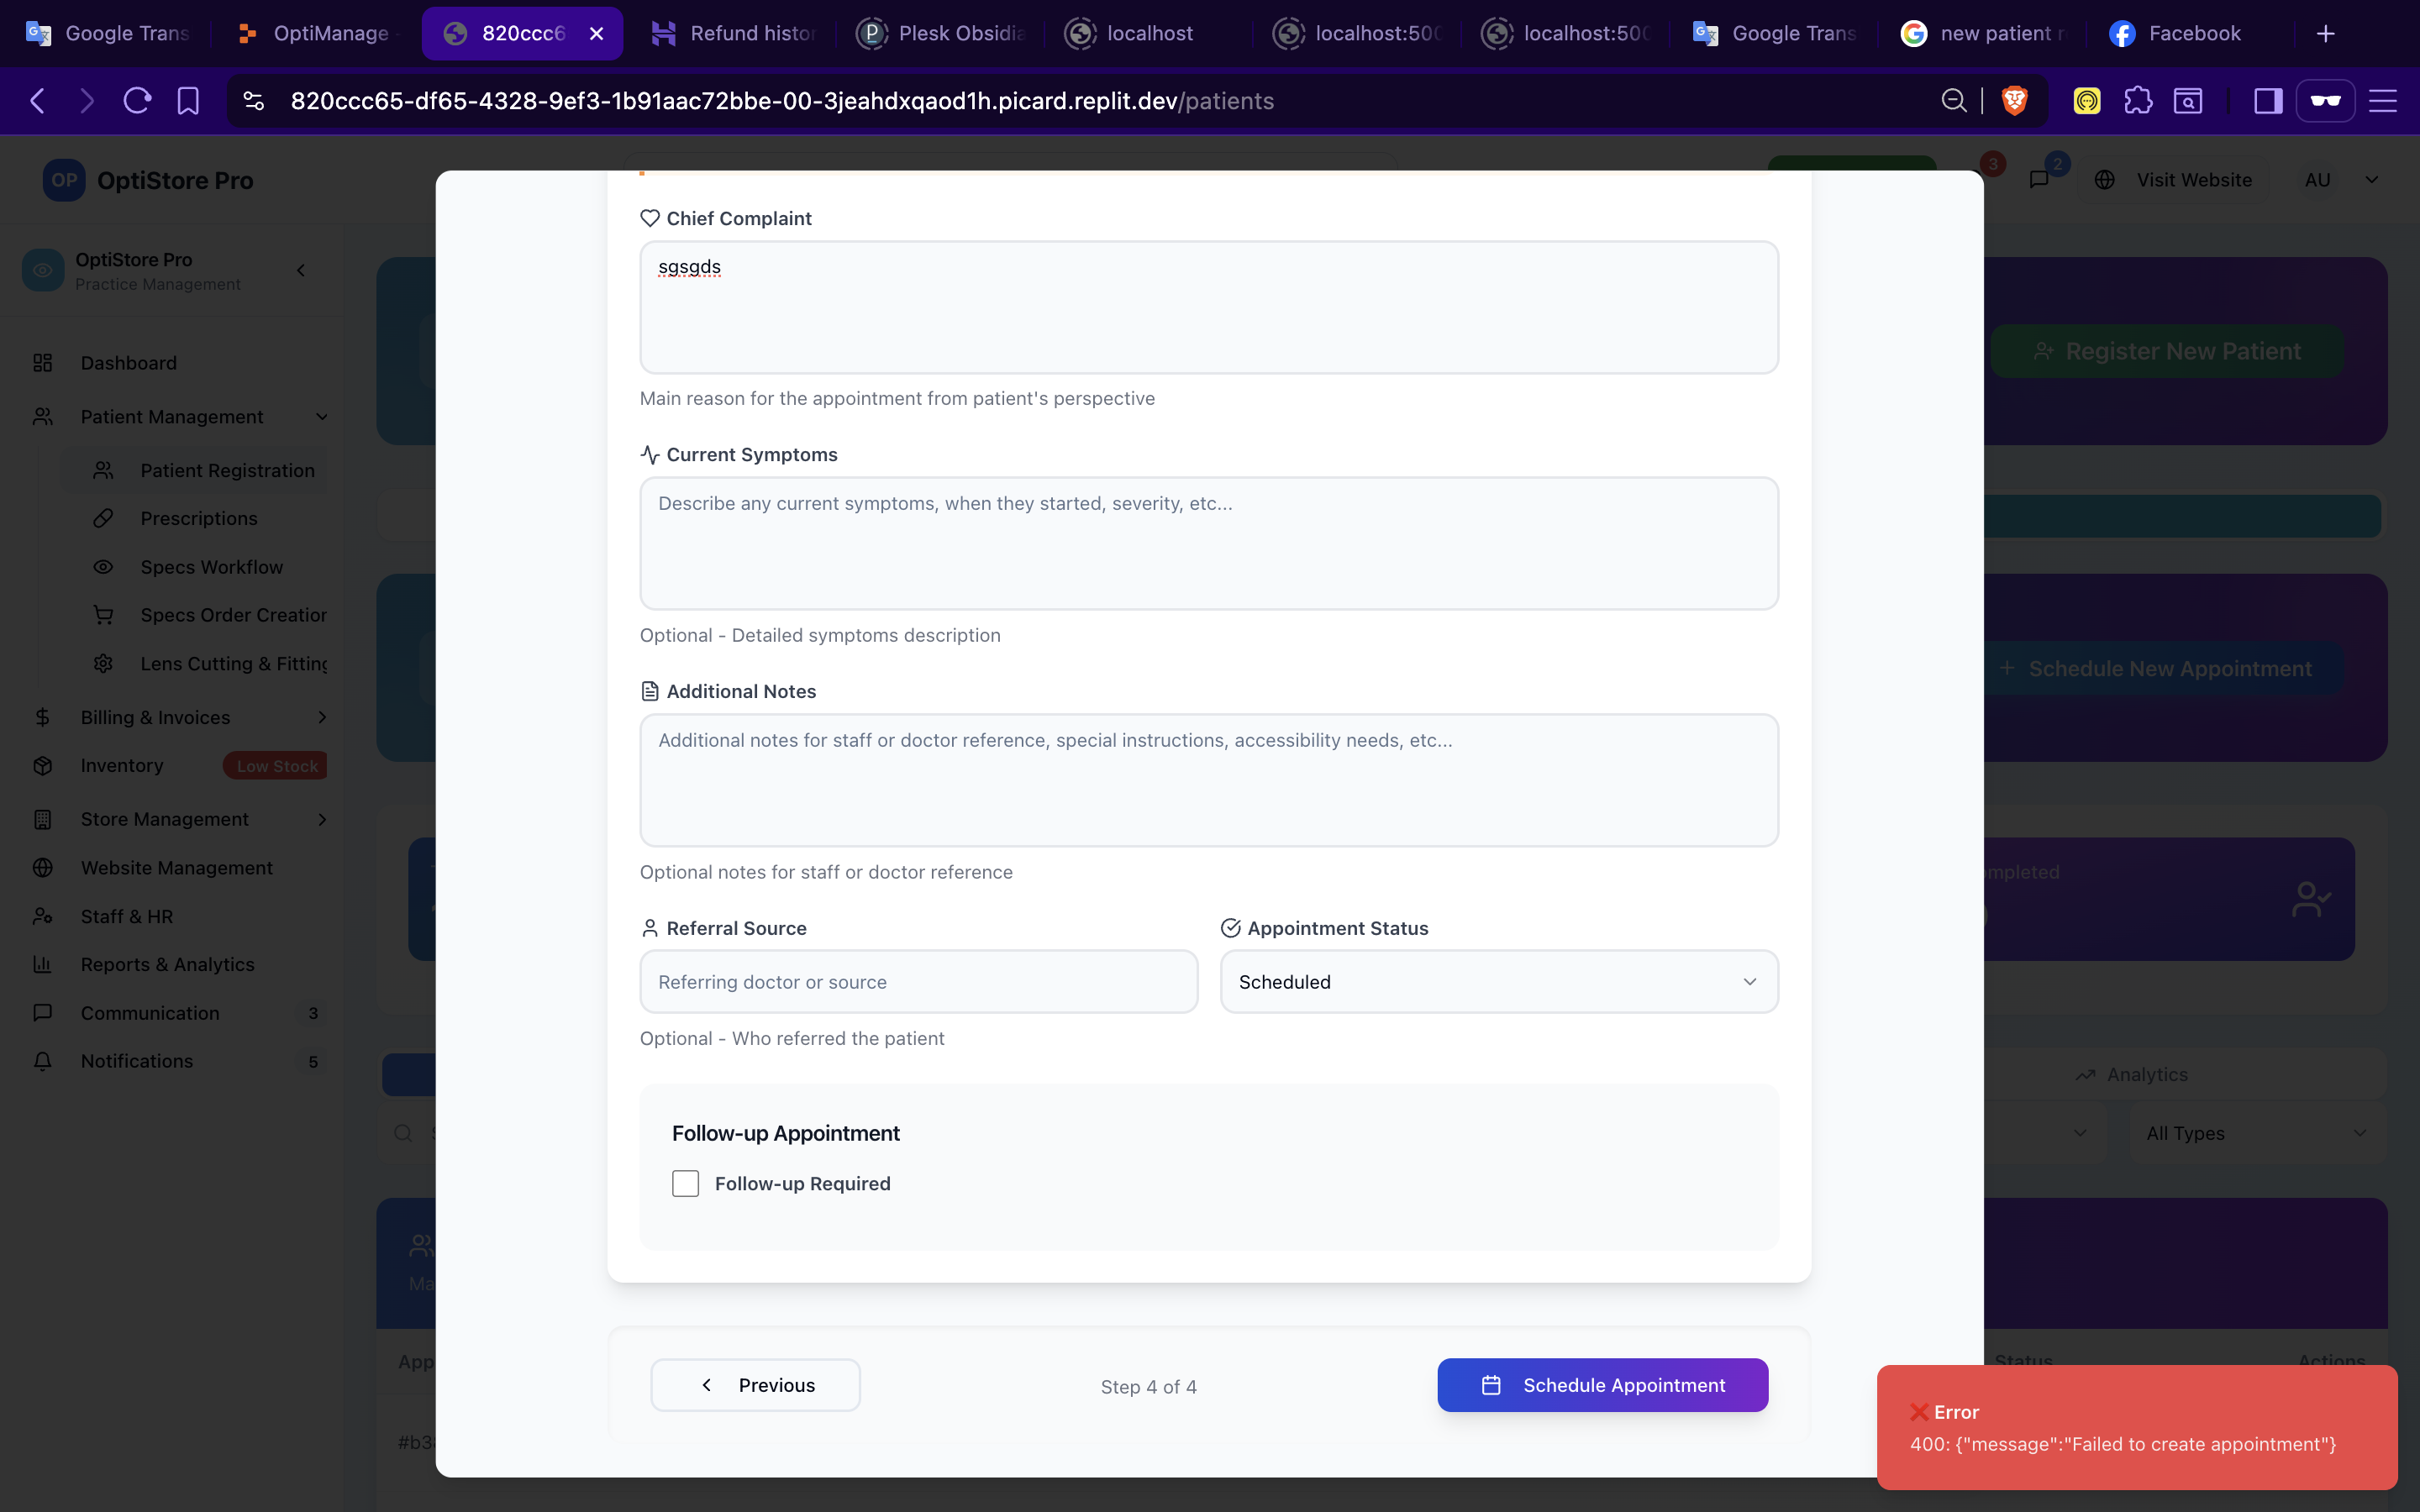 Google Trans
OptiManage
820ccc6
Refund histor
Plesk Obsidia
localhost
localhost:500
localhost:500
Google Trans
new patient r
Facebook
820ccc65-df65-4328-9ef3-1b91aac72bbe-00-3jeahdxqaod1h.picard.replit.dev/patients
OP OptiStore Pro
3
2
Visit Website
AU
OptiStore Pro
Practice Management
Dashboard
Patient Management
Patient Registration
Prescriptions
Specs Workflow
Specs Order Creation
Lens Cutting & Fitting
Billing & Invoices
Inventory
Low Stock
Store Management
Website Management
Staff & HR
Reports & Analytics
Communication 3
Notifications 5
Chief Complaint
sgsgds
Main reason for the appointment from patient's perspective
Current Symptoms
Describe any current symptoms, when they started, severity, etc...
Optional - Detailed symptoms description
Additional Notes
Additional notes for staff or doctor reference, special instructions, accessibility needs, etc...
Optional notes for staff or doctor reference
Referral Source
Appointment Status
Referring doctor or source
Scheduled
Optional - Who referred the patient
Follow-up Appointment
Follow-up Required
Previous
Step 4 of 4
Schedule Appointment
Register New Patient
Schedule New Appointment
mpleted
Analytics
All Types
Ma
App
Status
Actions
#b3
Error
400: {"message":"Failed to create appointment"}